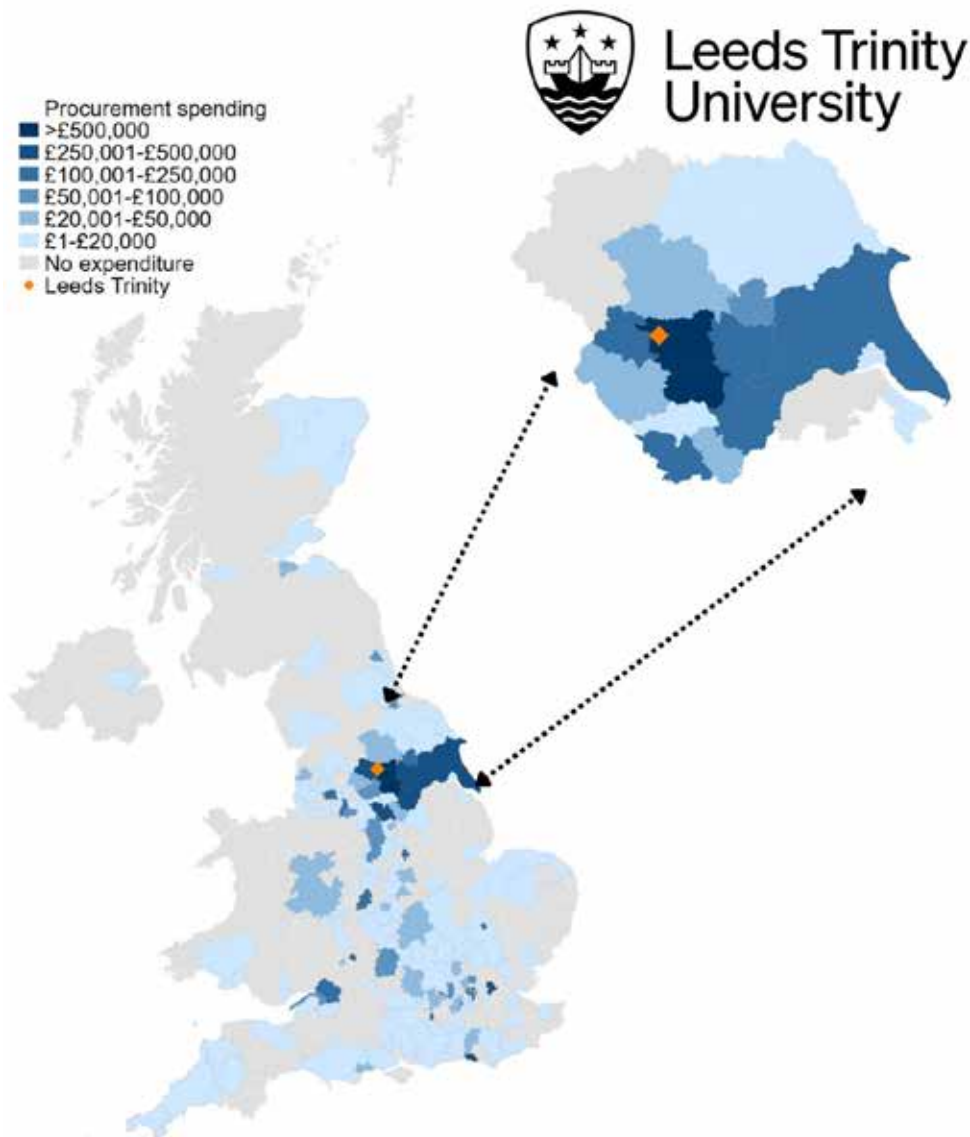 Leeds Trinity
University
Procurement spending
>£500,000
£250,001-£500,000
£100,001-£250,000
£50,001-£100,000
£20,001-£50,000
£1-£20,000
No expenditure
Leeds Trinity